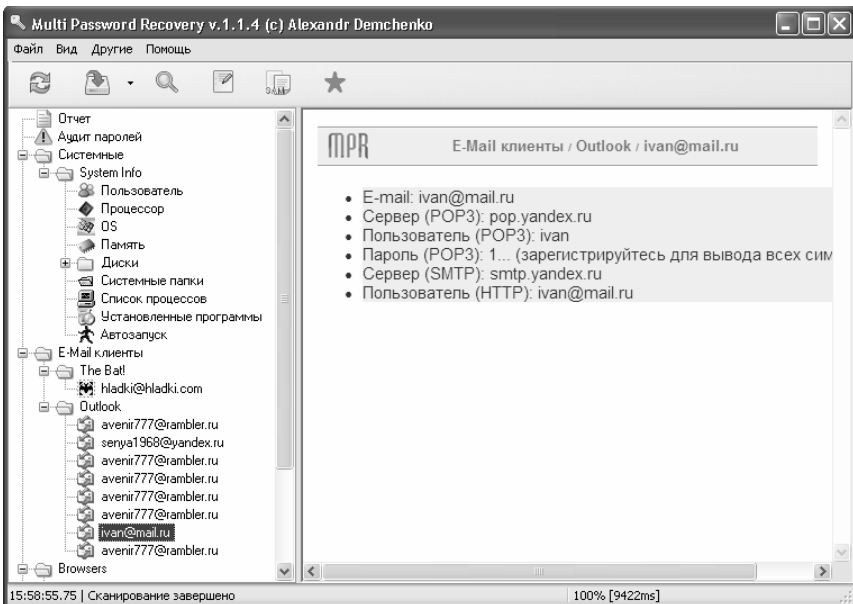 Multi Password Recovery v.1.1.4 (c) Alexandr Demchenko
Файл Вид Другие Помощь
SAM
Отчет
Аудит паролей
Системные
System Info
Пользователь
Процессор
OS
Память
Диски
Системные папки
Список процессов
Установленные программы
Автозапуск
E-Mail клиенты
The Bat!
hladki@hladki.com
Outlook
avenir777@rambler.ru
senya1968@yandex.ru
avenir777@rambler.ru
avenir777@rambler.ru
avenir777@rambler.ru
avenir777@rambler.ru
ivan@mail.ru
avenir777@rambler.ru
Browsers
MPR
E-Mail клиенты / Outlook / ivan@mail.ru
E-mail: ivan@mail.ru
Сервер (POP3): pop.yandex.ru
Пользователь (POP3): ivan
Пароль (POP3): 1... (зарегистрируйтесь для вывода всех сим
Сервер (SMTP): smtp.yandex.ru
Пользователь (HTTP): ivan@mail.ru
15:58:55.75 | Сканирование завершено
100% [9422ms]